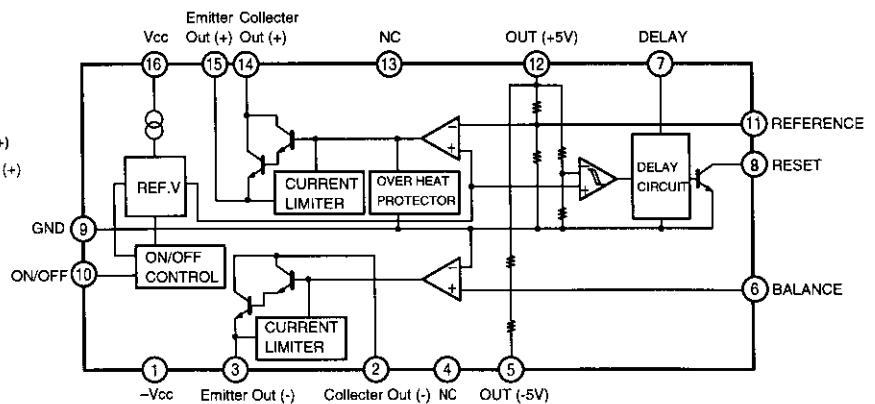 Emitter Collecter
Vcc Out (+) Out (+) NC OUT (+5V) DELAY
16 15 14 13 12 7
11 REFERENCE
+)
(+)
8 RESET
REF.V
CURRENT
LIMITER
OVER HEAT
PROTECTOR
DELAY
CIRCUIT
− + − +
GND 9
ON/OFF 10
ON/OFF
CONTROL
− +
6 BALANCE
CURRENT
LIMITER
1 3 2 4 5
–Vcc Emitter Out (-) Collecter Out (-) NC OUT (-5V)